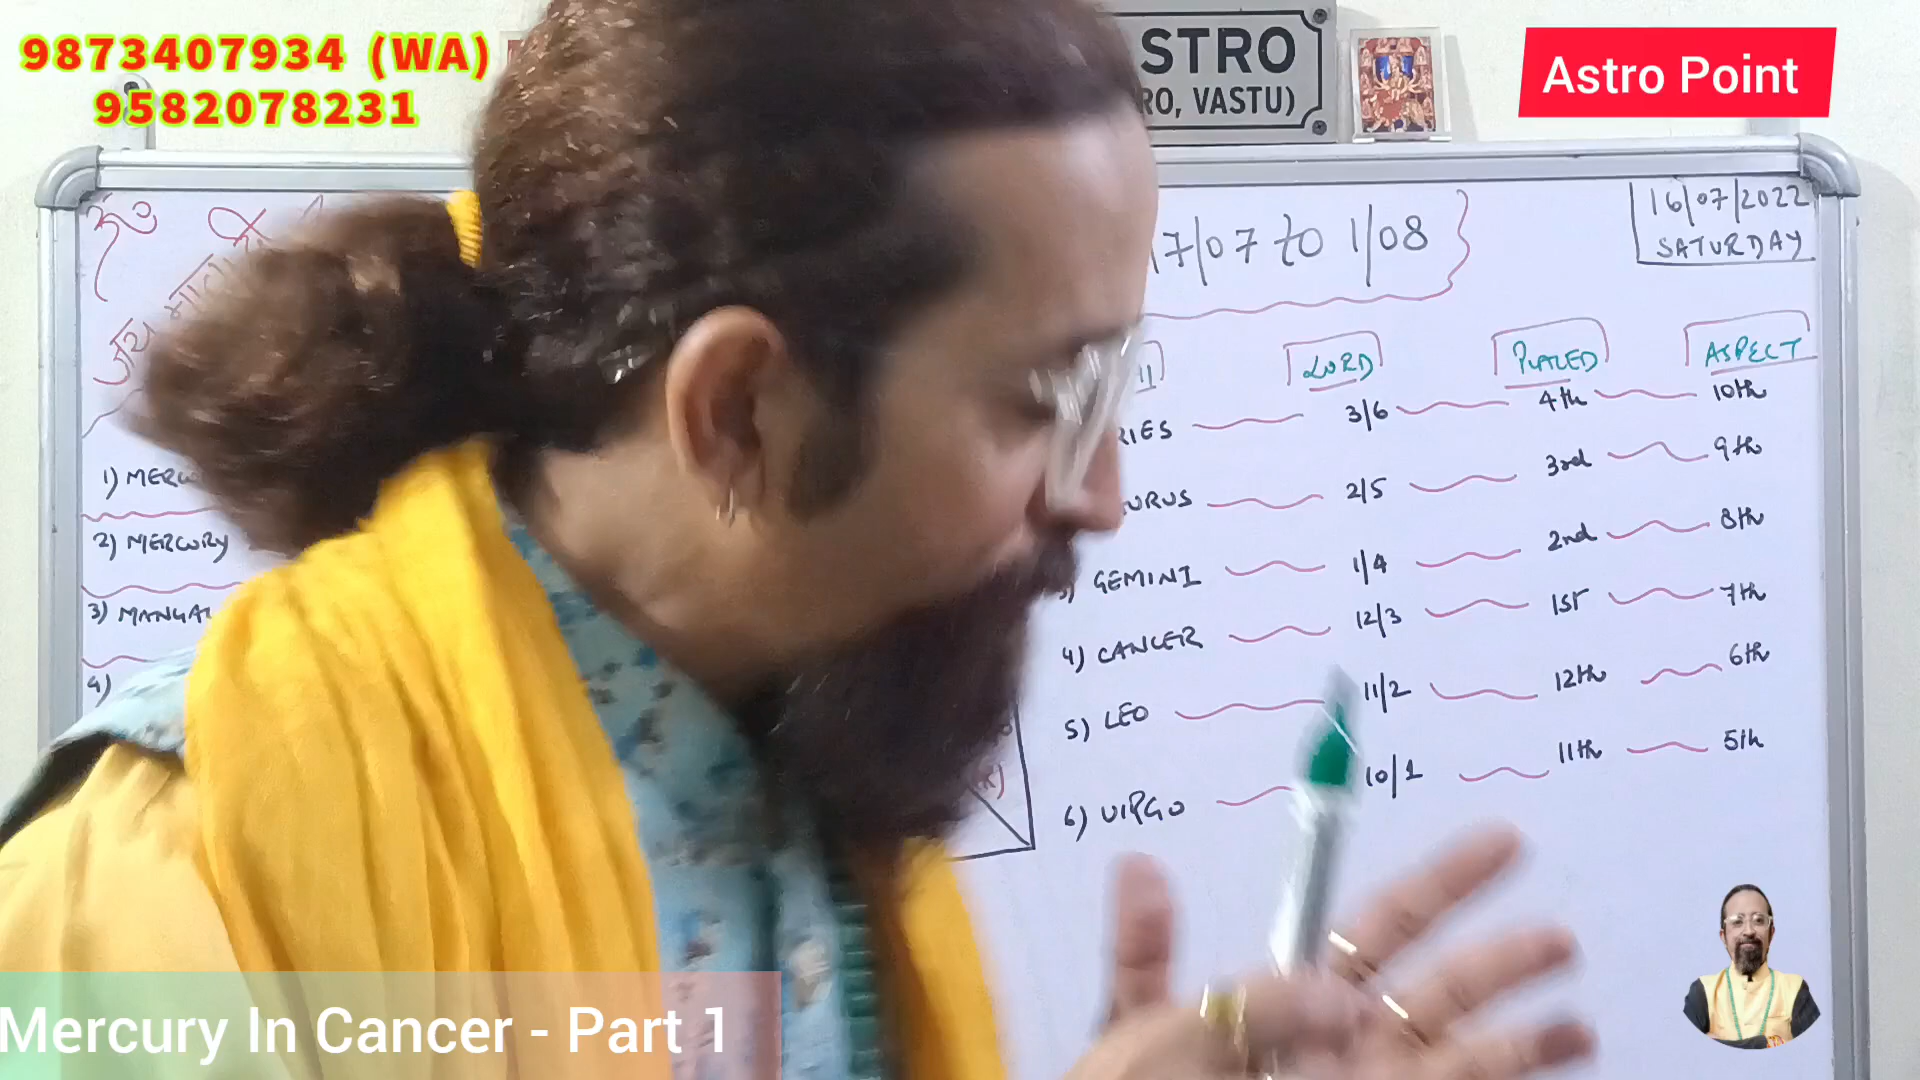 9873407934 (WA)
9582078231
STRO
RO, VASTU)
Astro Point
16/07/2022
SATURDAY
17/07 to 1/08
LORD PLACED ASPECT
RIES 3/6 4th 10th
URUS 2/5 3rd 9th
GEMINI 1/4 2nd 8th
4) CANCER 12/3 1st 7th
5) LEO 11/2 12th 6th
6) VIRGO 10/1 11th 5th
1) MERCU
2) MERCURY
3) MANGAL
4)
Mercury In Cancer - Part 1